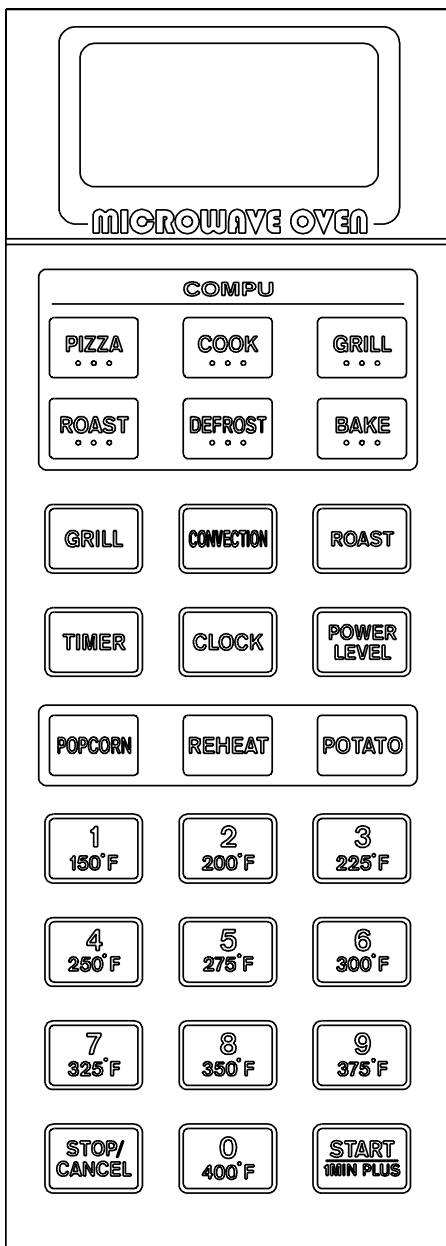 MICROWAVE OVEN
COMPU
PIZZA
COOK
GRILL
ROAST
DEFROST
BAKE
GRILL
CONVECTION
ROAST
TIMER
CLOCK
POWER
LEVEL
POPCORN
REHEAT
POTATO
1
150°F
2
200°F
3
225°F
4
250°F
5
275°F
6
300°F
7
325°F
8
350°F
9
375°F
STOP/
CANCEL
0
400°F
START
1MIN PLUS